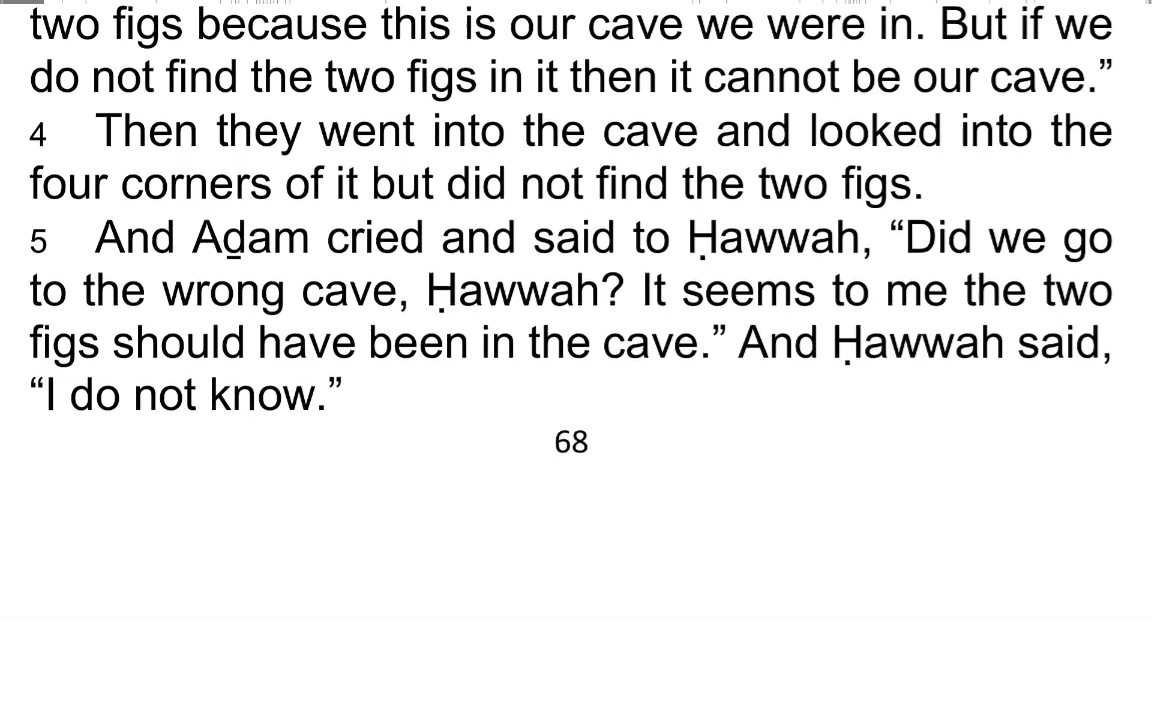 two figs because this is our cave we were in. But if we
do not find the two figs in it then it cannot be our cave.”
4 Then they went into the cave and looked into the
four corners of it but did not find the two figs.
5 And Aḏam cried and said to Ḥawwah, “Did we go
to the wrong cave, Ḥawwah? It seems to me the two
figs should have been in the cave.” And Ḥawwah said,
“I do not know.”
68